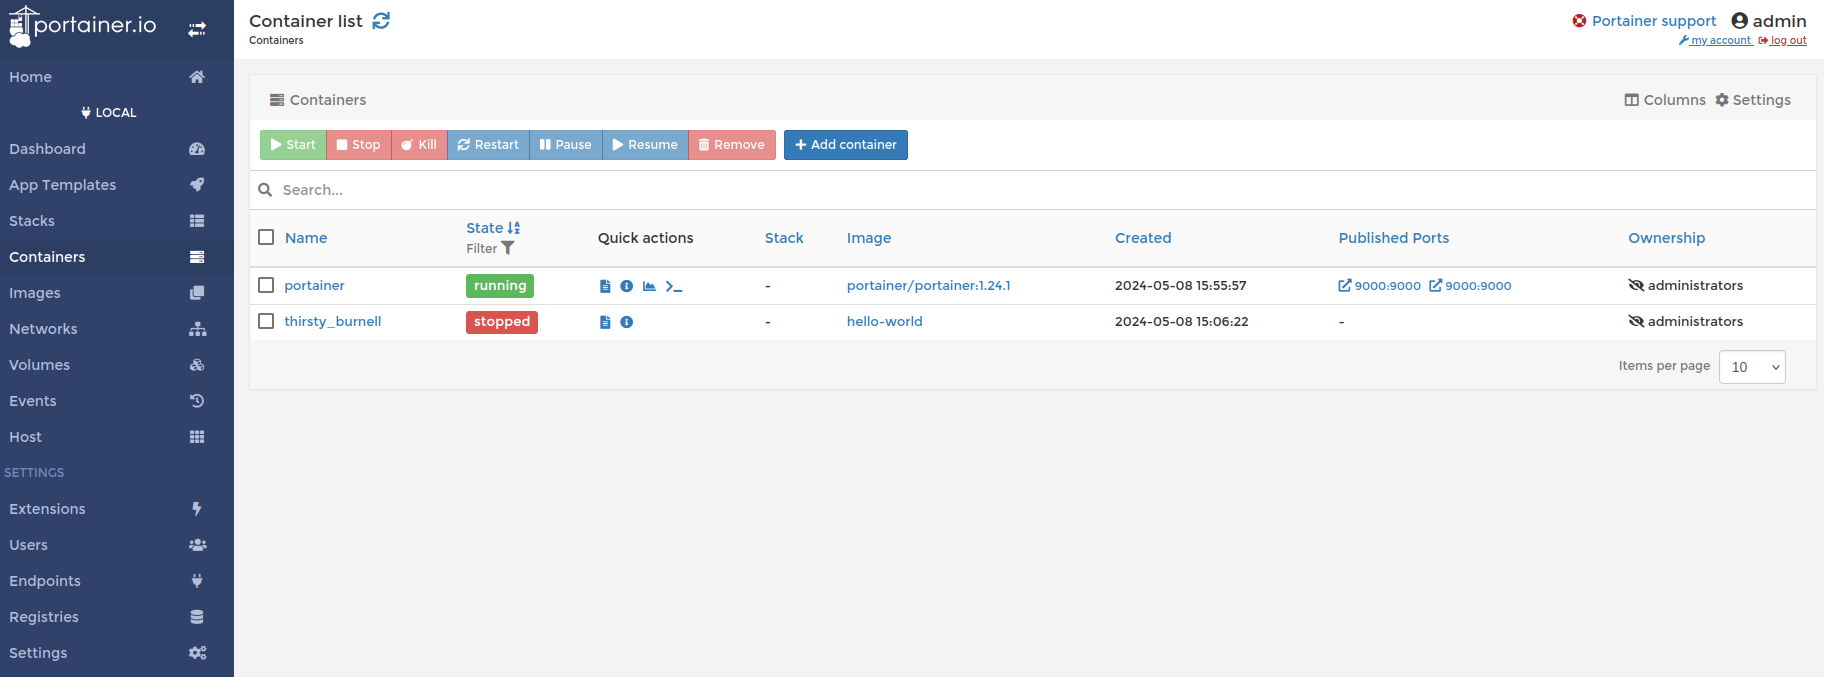 portainer.io
Home
LOCAL
Dashboard
App Templates
Stacks
Containers
Images
Networks
Volumes
Events
Host
SETTINGS
Extensions
Users
Endpoints
Registries
Settings
Container list
Containers
Portainer support admin
my account log out
Containers
Columns Settings
Start Stop Kill Restart Pause Resume Remove Add container
Search...
Name State Filter Quick actions Stack Image Created Published Ports Ownership
portainer running - portainer/portainer:1.24.1 2024-05-08 15:55:57 9000:9000 9000:9000 administrators
thirsty_burnell stopped - hello-world 2024-05-08 15:06:22 - administrators
Items per page 10